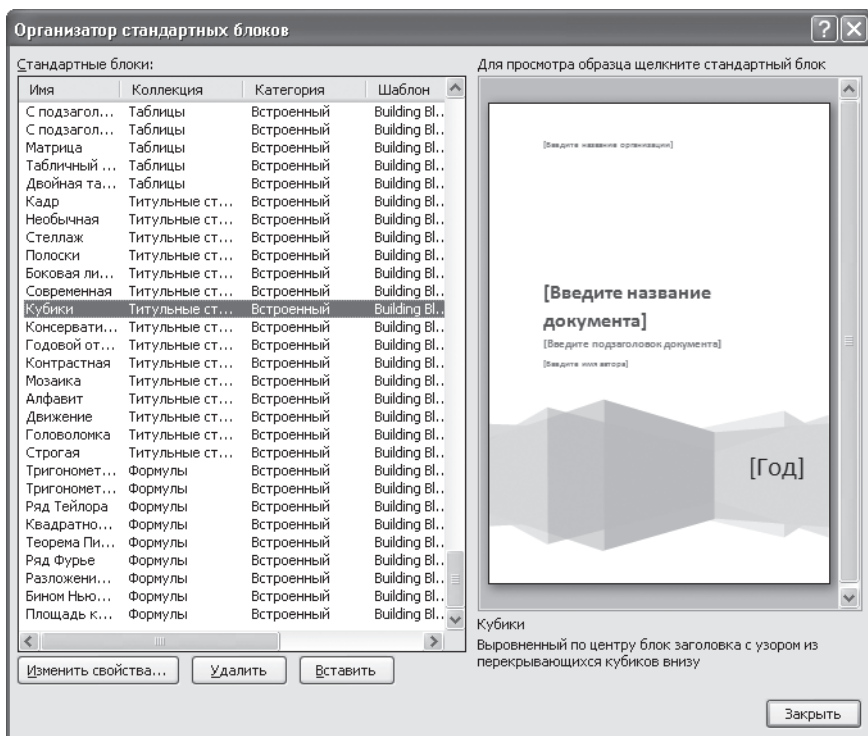 Организатор стандартных блоков
Стандартные блоки:
Для просмотра образца щелкните стандартный блок
Имя Коллекция Категория Шаблон
С подзагол... Таблицы Встроенный Building Bl..
С подзагол... Таблицы Встроенный Building Bl..
Матрица Таблицы Встроенный Building Bl..
Табличный ... Таблицы Встроенный Building Bl..
Двойная та... Таблицы Встроенный Building Bl..
Кадр Титульные ст... Встроенный Building Bl..
Необычная Титульные ст... Встроенный Building Bl..
Стеллаж Титульные ст... Встроенный Building Bl..
Полоски Титульные ст... Встроенный Building Bl..
Боковая ли... Титульные ст... Встроенный Building Bl..
Современная Титульные ст... Встроенный Building Bl..
Кубики Титульные ст... Встроенный Building Bl..
Консервати... Титульные ст... Встроенный Building Bl..
Годовой от... Титульные ст... Встроенный Building Bl..
Контрастная Титульные ст... Встроенный Building Bl..
Мозаика Титульные ст... Встроенный Building Bl..
Алфавит Титульные ст... Встроенный Building Bl..
Движение Титульные ст... Встроенный Building Bl..
Головоломка Титульные ст... Встроенный Building Bl..
Строгая Титульные ст... Встроенный Building Bl..
Тригономет... Формулы Встроенный Building Bl..
Тригономет... Формулы Встроенный Building Bl..
Ряд Тейлора Формулы Встроенный Building Bl..
Квадратно... Формулы Встроенный Building Bl..
Теорема Пи... Формулы Встроенный Building Bl..
Ряд Фурье Формулы Встроенный Building Bl..
Разложени... Формулы Встроенный Building Bl..
Бином Нью... Формулы Встроенный Building Bl..
Площадь к... Формулы Встроенный Building Bl..
[Введите название организации]
[Введите название
документа]
[Введите подзаголовок документа]
[Введите имя автора]
[Год]
Кубики
Выровненный по центру блок заголовка с узором из
перекрывающихся кубиков внизу
Изменить свойства... Удалить Вставить
Закрыть